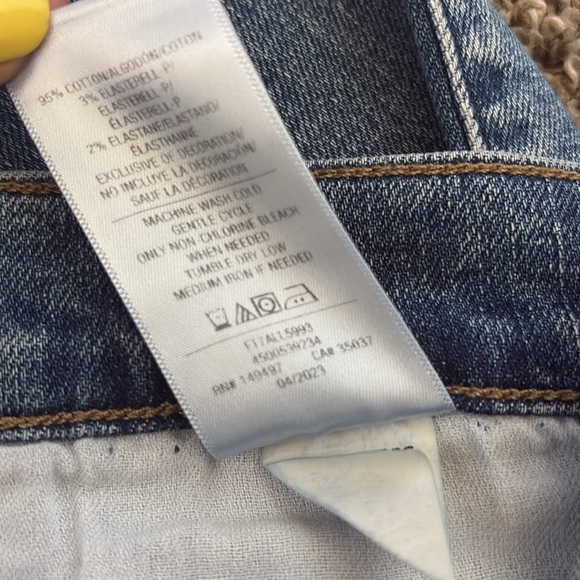 95% COTTON/ALGODÓN/COTON
3% ELASTERELL P/
ELASTERELL P/
ELASTERELL P
2% ELASTANE/ELASTANO/
ÉLASTHANNE
EXCLUSIVE OF DECORATION/
NO INCLUYE LA DECORACIÓN/
SAUF LA DÉCORATION
MACHINE WASH COLD
GENTLE CYCLE
ONLY NON-CHLORINE BLEACH
WHEN NEEDED
TUMBLE DRY LOW
MEDIUM IRON IF NEEDED
FT7ALL5993
4500539234
RN# 149497 CA# 35037
04/2023